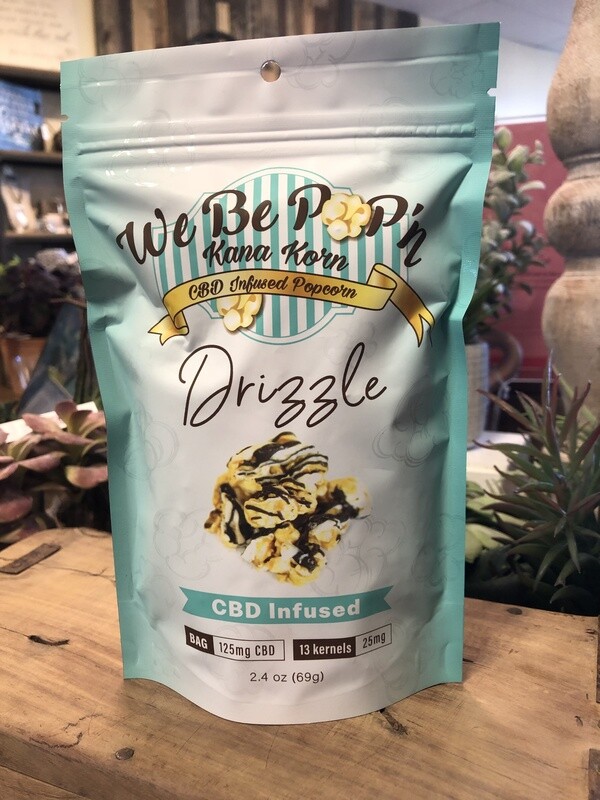 We Be Pop'n
Kana Korn
CBD Infused Popcorn
Drizzle
CBD Infused
BAG 125mg CBD 13 kernels 25mg
2.4 oz (69g)